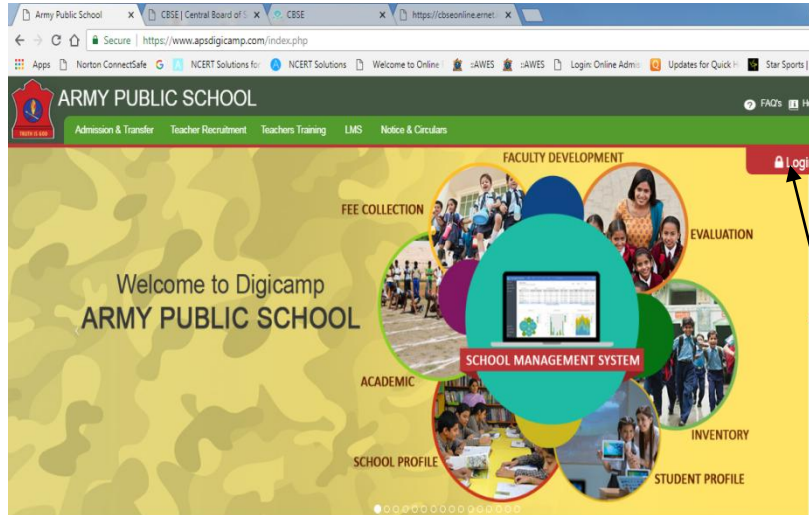 Army Public School
CBSE | Central Board of S
CBSE
https://cbseonline.ernet.i
Secure | https://www.apsdigicamp.com/index.php
Apps Norton ConnectSafe NCERT Solutions for NCERT Solutions Welcome to Online ::AWES ::AWES Login: Online Admis Updates for Quick H Star Sports |
ARMY PUBLIC SCHOOL
FAQ's
TRUTH IS GOD
Admission & Transfer Teacher Recruitment Teachers Training LMS Notice & Circulars
Login
FACULTY DEVELOPMENT
FEE COLLECTION
EVALUATION
Welcome to Digicamp
ARMY PUBLIC SCHOOL
SCHOOL MANAGEMENT SYSTEM
ACADEMIC
INVENTORY
SCHOOL PROFILE
STUDENT PROFILE